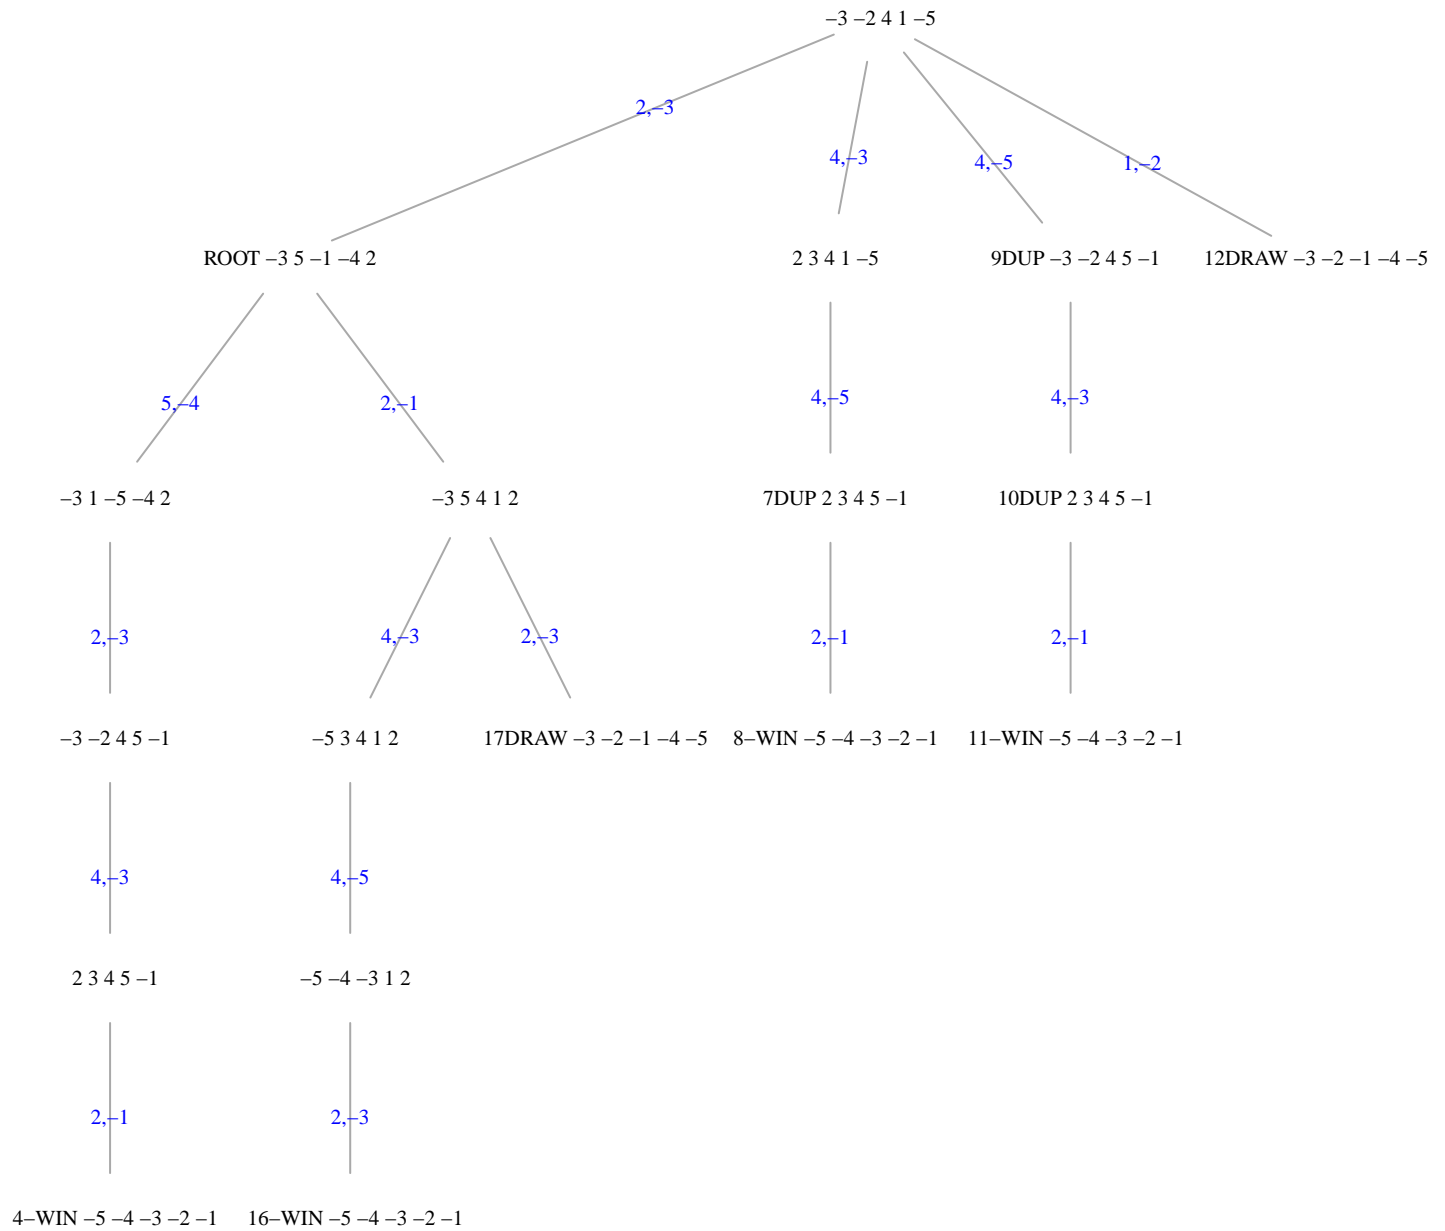 –3 –2 4 1 –5
2,–3
4,–3
4,–5
1,–2
ROOT –3 5 –1 –4 2
2 3 4 1 –5
9DUP –3 –2 4 5 –1
12DRAW –3 –2 –1 –4 –5
5,–4
2,–1
4,–5
4,–3
–3 1 –5 –4 2
–3 5 4 1 2
7DUP 2 3 4 5 –1
10DUP 2 3 4 5 –1
2,–3
4,–3
2,–3
2,–1
2,–1
–3 –2 4 5 –1
–5 3 4 1 2
17DRAW –3 –2 –1 –4 –5
8–WIN –5 –4 –3 –2 –1
11–WIN –5 –4 –3 –2 –1
4,–3
4,–5
2 3 4 5 –1
–5 –4 –3 1 2
2,–1
2,–3
4–WIN –5 –4 –3 –2 –1
16–WIN –5 –4 –3 –2 –1